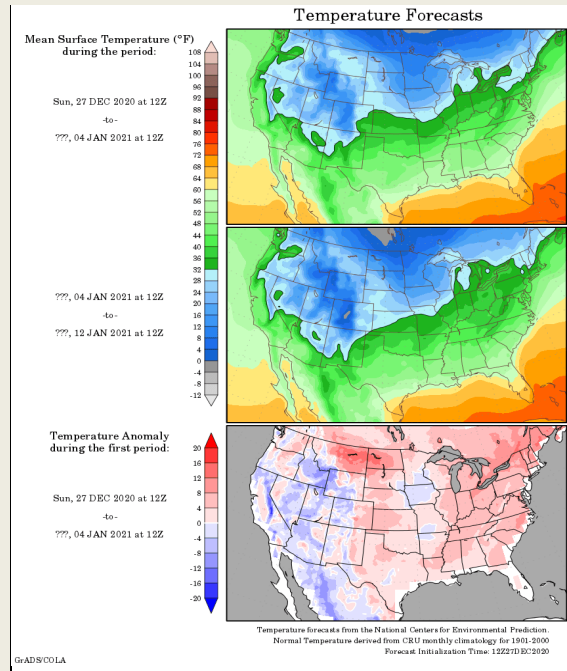 Temperature Forecasts
Mean Surface Temperature (°F)
during the period:
Sun, 27 DEC 2020 at 12Z
-to-
???, 04 JAN 2021 at 12Z
108
104
100
96
92
88
84
80
76
72
68
64
60
56
52
48
44
40
36
32
28
24
20
16
12
8
4
0
-4
-8
-12
???, 04 JAN 2021 at 12Z
-to-
???, 12 JAN 2021 at 12Z
Temperature Anomaly
during the first period:
Sun, 27 DEC 2020 at 12Z
-to-
???, 04 JAN 2021 at 12Z
20
16
12
8
4
0
-4
-8
-12
-16
-20
Temperature forecasts from the National Centers for Environmental Prediction.
Normal Temperature derived from CRU monthly climatology for 1901-2000
Forecast Initialization Time: 12Z27DEC2020
GrADS/COLA